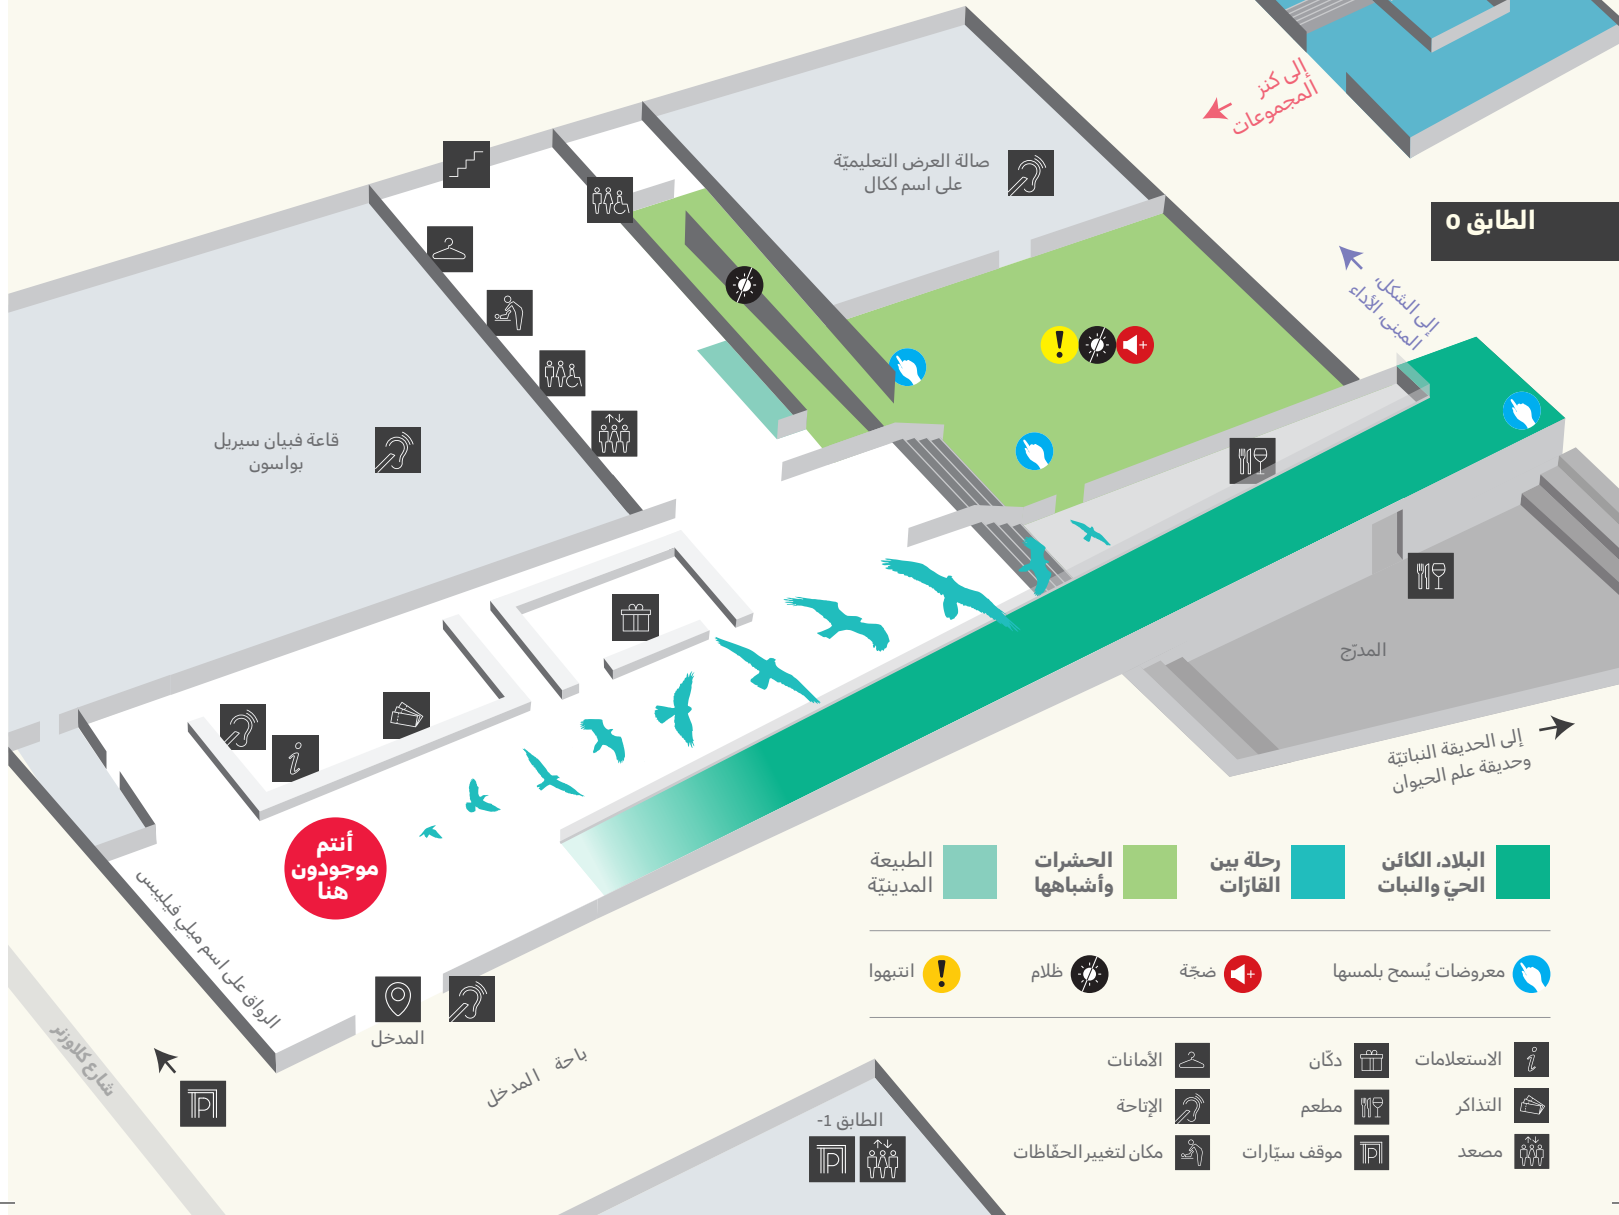 إلى كنز
المجموعات
صالة العرض التعليميّة
على اسم ككال
الطابق 0
إلى الشكل،
المبنى، الأداء
قاعة فبيان سيريل
بواسون
المدرّج
إلى الحديقة النباتيّة
وحديقة علم الحيوان
أنتم
موجودون
هنا
الرواق على اسم ميلي فيليبس
شارع كلاوزنر
المدخل
باحة المدخل
الطابق 1-
البلاد، الكائن
الحيّ والنبات
رحلة بين
القارّات
الحشرات
وأشباهها
الطبيعة
المدينيّة
معروضات يُسمح بلمسها
ضجّة
ظلام
انتبهوا
الاستعلامات
دكّان
الأمانات
التذاكر
مطعم
الإتاحة
مصعد
موقف سيّارات
مكان لتغيير الحفّاظات